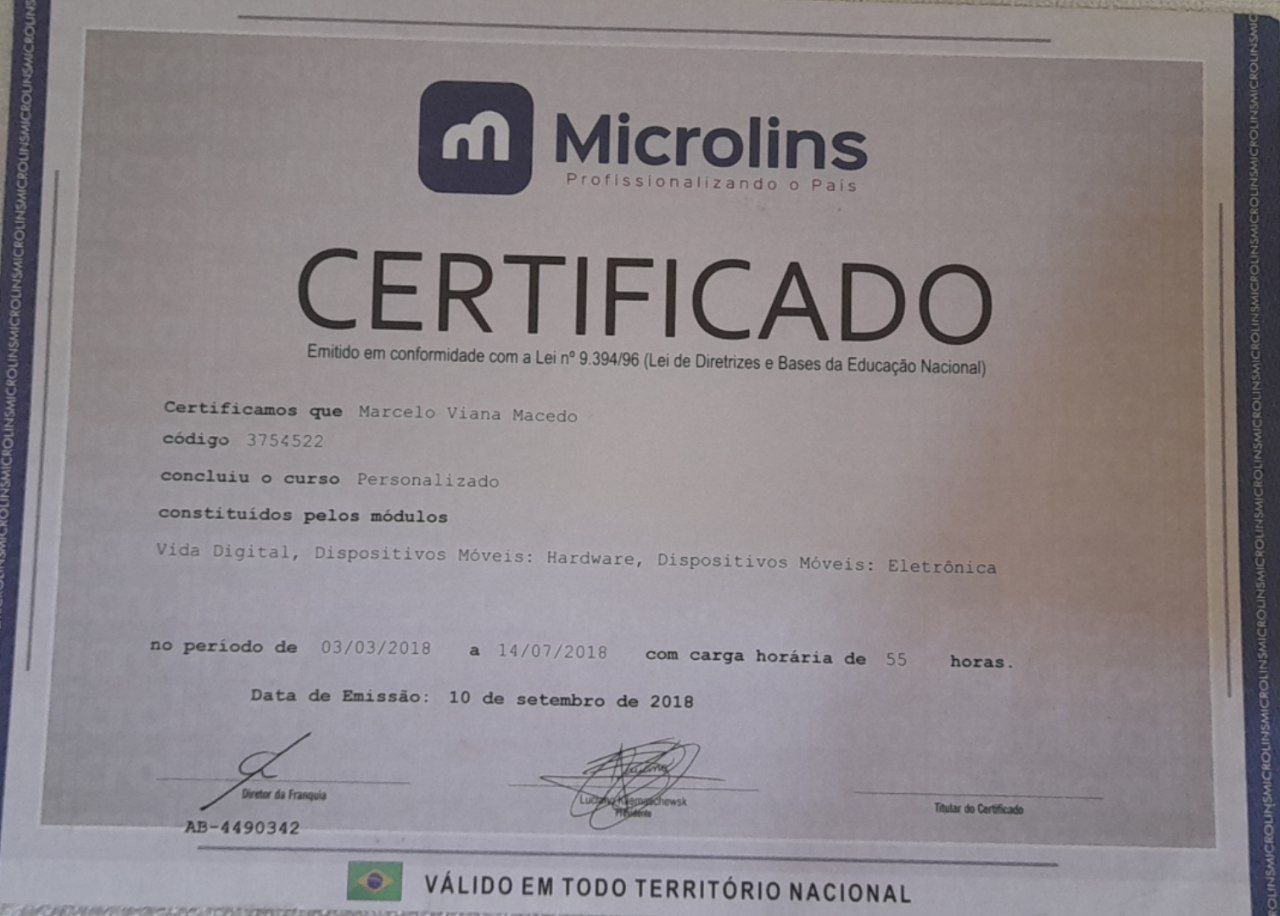 Microlins
Profissionalizando o País
CERTIFICADO
Emitido em conformidade com a Lei nº 9.394/96 (Lei de Diretrizes e Bases da Educação Nacional)
Certificamos que Marcelo Viana Macedo
código 3754522
concluiu o curso Personalizado
constituídos pelos módulos
Vida Digital, Dispositivos Móveis: Hardware, Dispositivos Móveis: Eletrônica
no período de 03/03/2018 a 14/07/2018 com carga horária de 55 horas.
Data de Emissão: 10 de setembro de 2018
Diretor da Franquia
Presidente
Titular do Certificado
AB-4490342
VÁLIDO EM TODO TERRITÓRIO NACIONAL